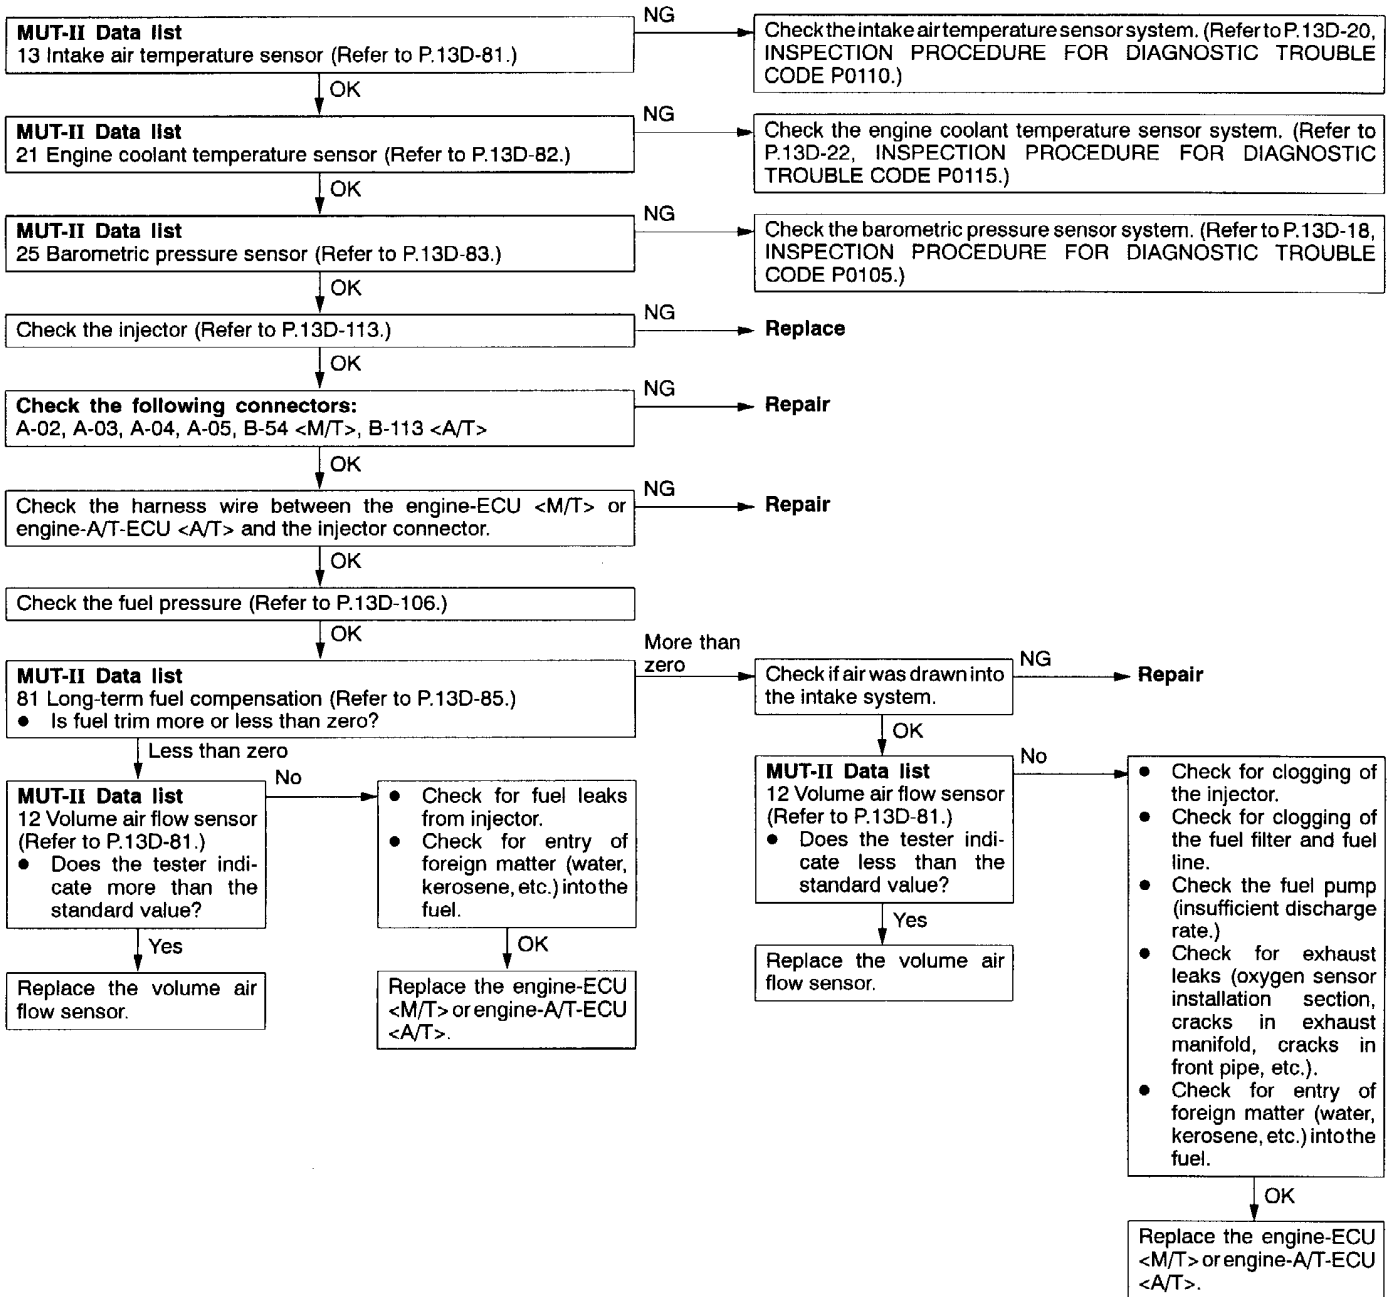 MUT-II Data list
13 Intake air temperature sensor (Refer to P.13D-81.)
NG
Check the intake air temperature sensor system. (Refer to P.13D-20,
INSPECTION PROCEDURE FOR DIAGNOSTIC TROUBLE
CODE P0110.)
OK
MUT-II Data list
21 Engine coolant temperature sensor (Refer to P.13D-82.)
NG
Check the engine coolant temperature sensor system. (Refer to
P.13D-22, INSPECTION PROCEDURE FOR DIAGNOSTIC
TROUBLE CODE P0115.)
OK
MUT-II Data list
25 Barometric pressure sensor (Refer to P.13D-83.)
NG
Check the barometric pressure sensor system. (Refer to P.13D-18,
INSPECTION PROCEDURE FOR DIAGNOSTIC TROUBLE
CODE P0105.)
OK
Check the injector (Refer to P.13D-113.)
NG
Replace
OK
Check the following connectors:
A-02, A-03, A-04, A-05, B-54 <M/T>, B-113 <A/T>
NG
Repair
OK
Check the harness wire between the engine-ECU <M/T> or
engine-A/T-ECU <A/T> and the injector connector.
NG
Repair
OK
Check the fuel pressure (Refer to P.13D-106.)
OK
MUT-II Data list
81 Long-term fuel compensation (Refer to P.13D-85.)
● Is fuel trim more or less than zero?
More than
zero
Check if air was drawn into
the intake system.
NG
Repair
Less than zero
OK
MUT-II Data list
12 Volume air flow sensor
(Refer to P.13D-81.)
● Does the tester indi-
cate more than the
standard value?
No
● Check for fuel leaks
from injector.
● Check for entry of
foreign matter (water,
kerosene, etc.) into the
fuel.
Yes
Replace the volume air
flow sensor.
OK
Replace the engine-ECU
<M/T> or engine-A/T-ECU
<A/T>.
MUT-II Data list
12 Volume air flow sensor
(Refer to P.13D-81.)
● Does the tester indi-
cate less than the
standard value?
No
Yes
Replace the volume air
flow sensor.
● Check for clogging of
the injector.
● Check for clogging of
the fuel filter and fuel
line.
● Check the fuel pump
(insufficient discharge
rate.)
● Check for exhaust
leaks (oxygen sensor
installation section,
cracks in exhaust
manifold, cracks in
front pipe, etc.).
● Check for entry of
foreign matter (water,
kerosene, etc.) into the
fuel.
OK
Replace the engine-ECU
<M/T> or engine-A/T-ECU
<A/T>.